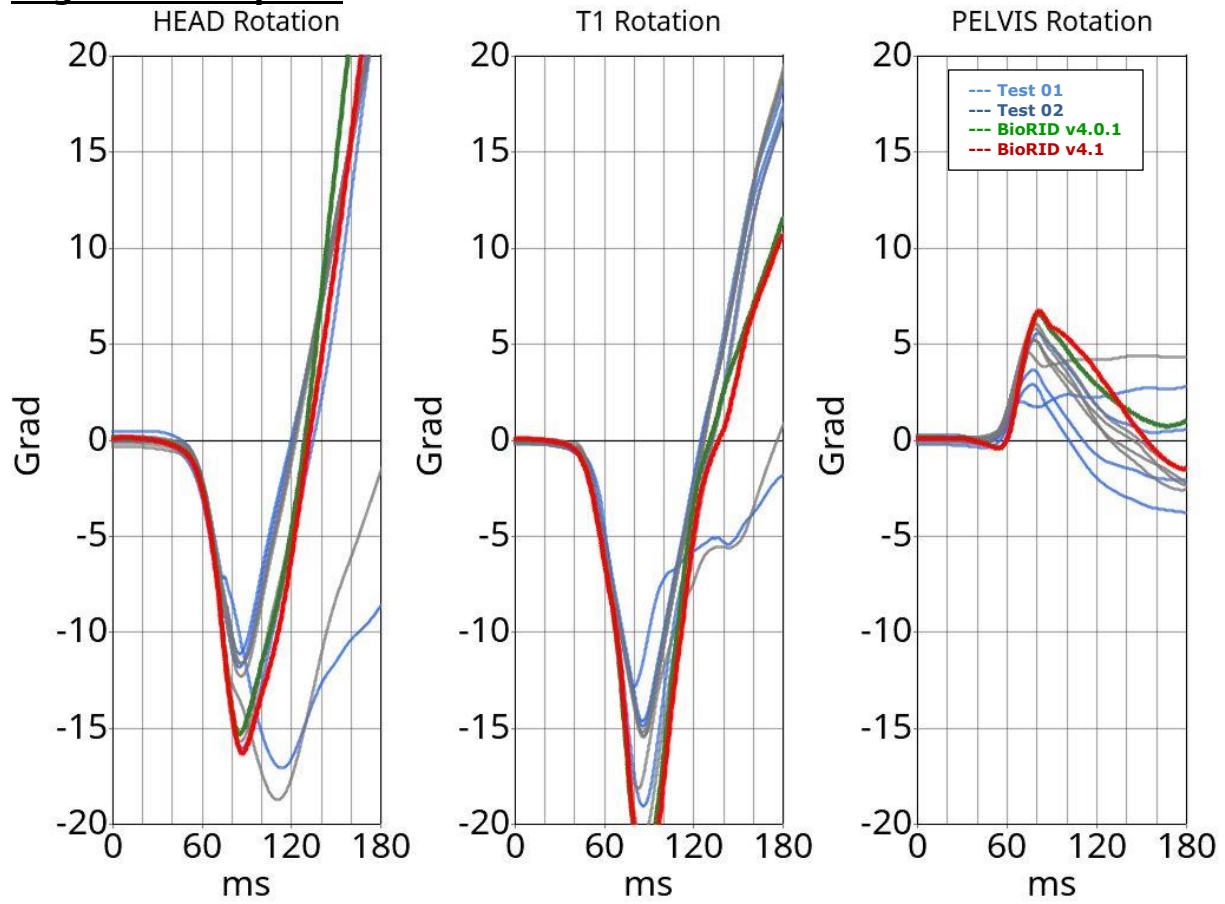 HEAD Rotation
20
15
10
5
0
-5
-10
-15
-20
Grad
0 60 120 180
ms
T1 Rotation
20
15
10
5
0
-5
-10
-15
-20
Grad
0 60 120 180
ms
PELVIS Rotation
20
15
10
5
0
-5
-10
-15
-20
Grad
0 60 120 180
ms
--- Test 01
--- Test 02
--- BioRID v4.0.1
--- BioRID v4.1